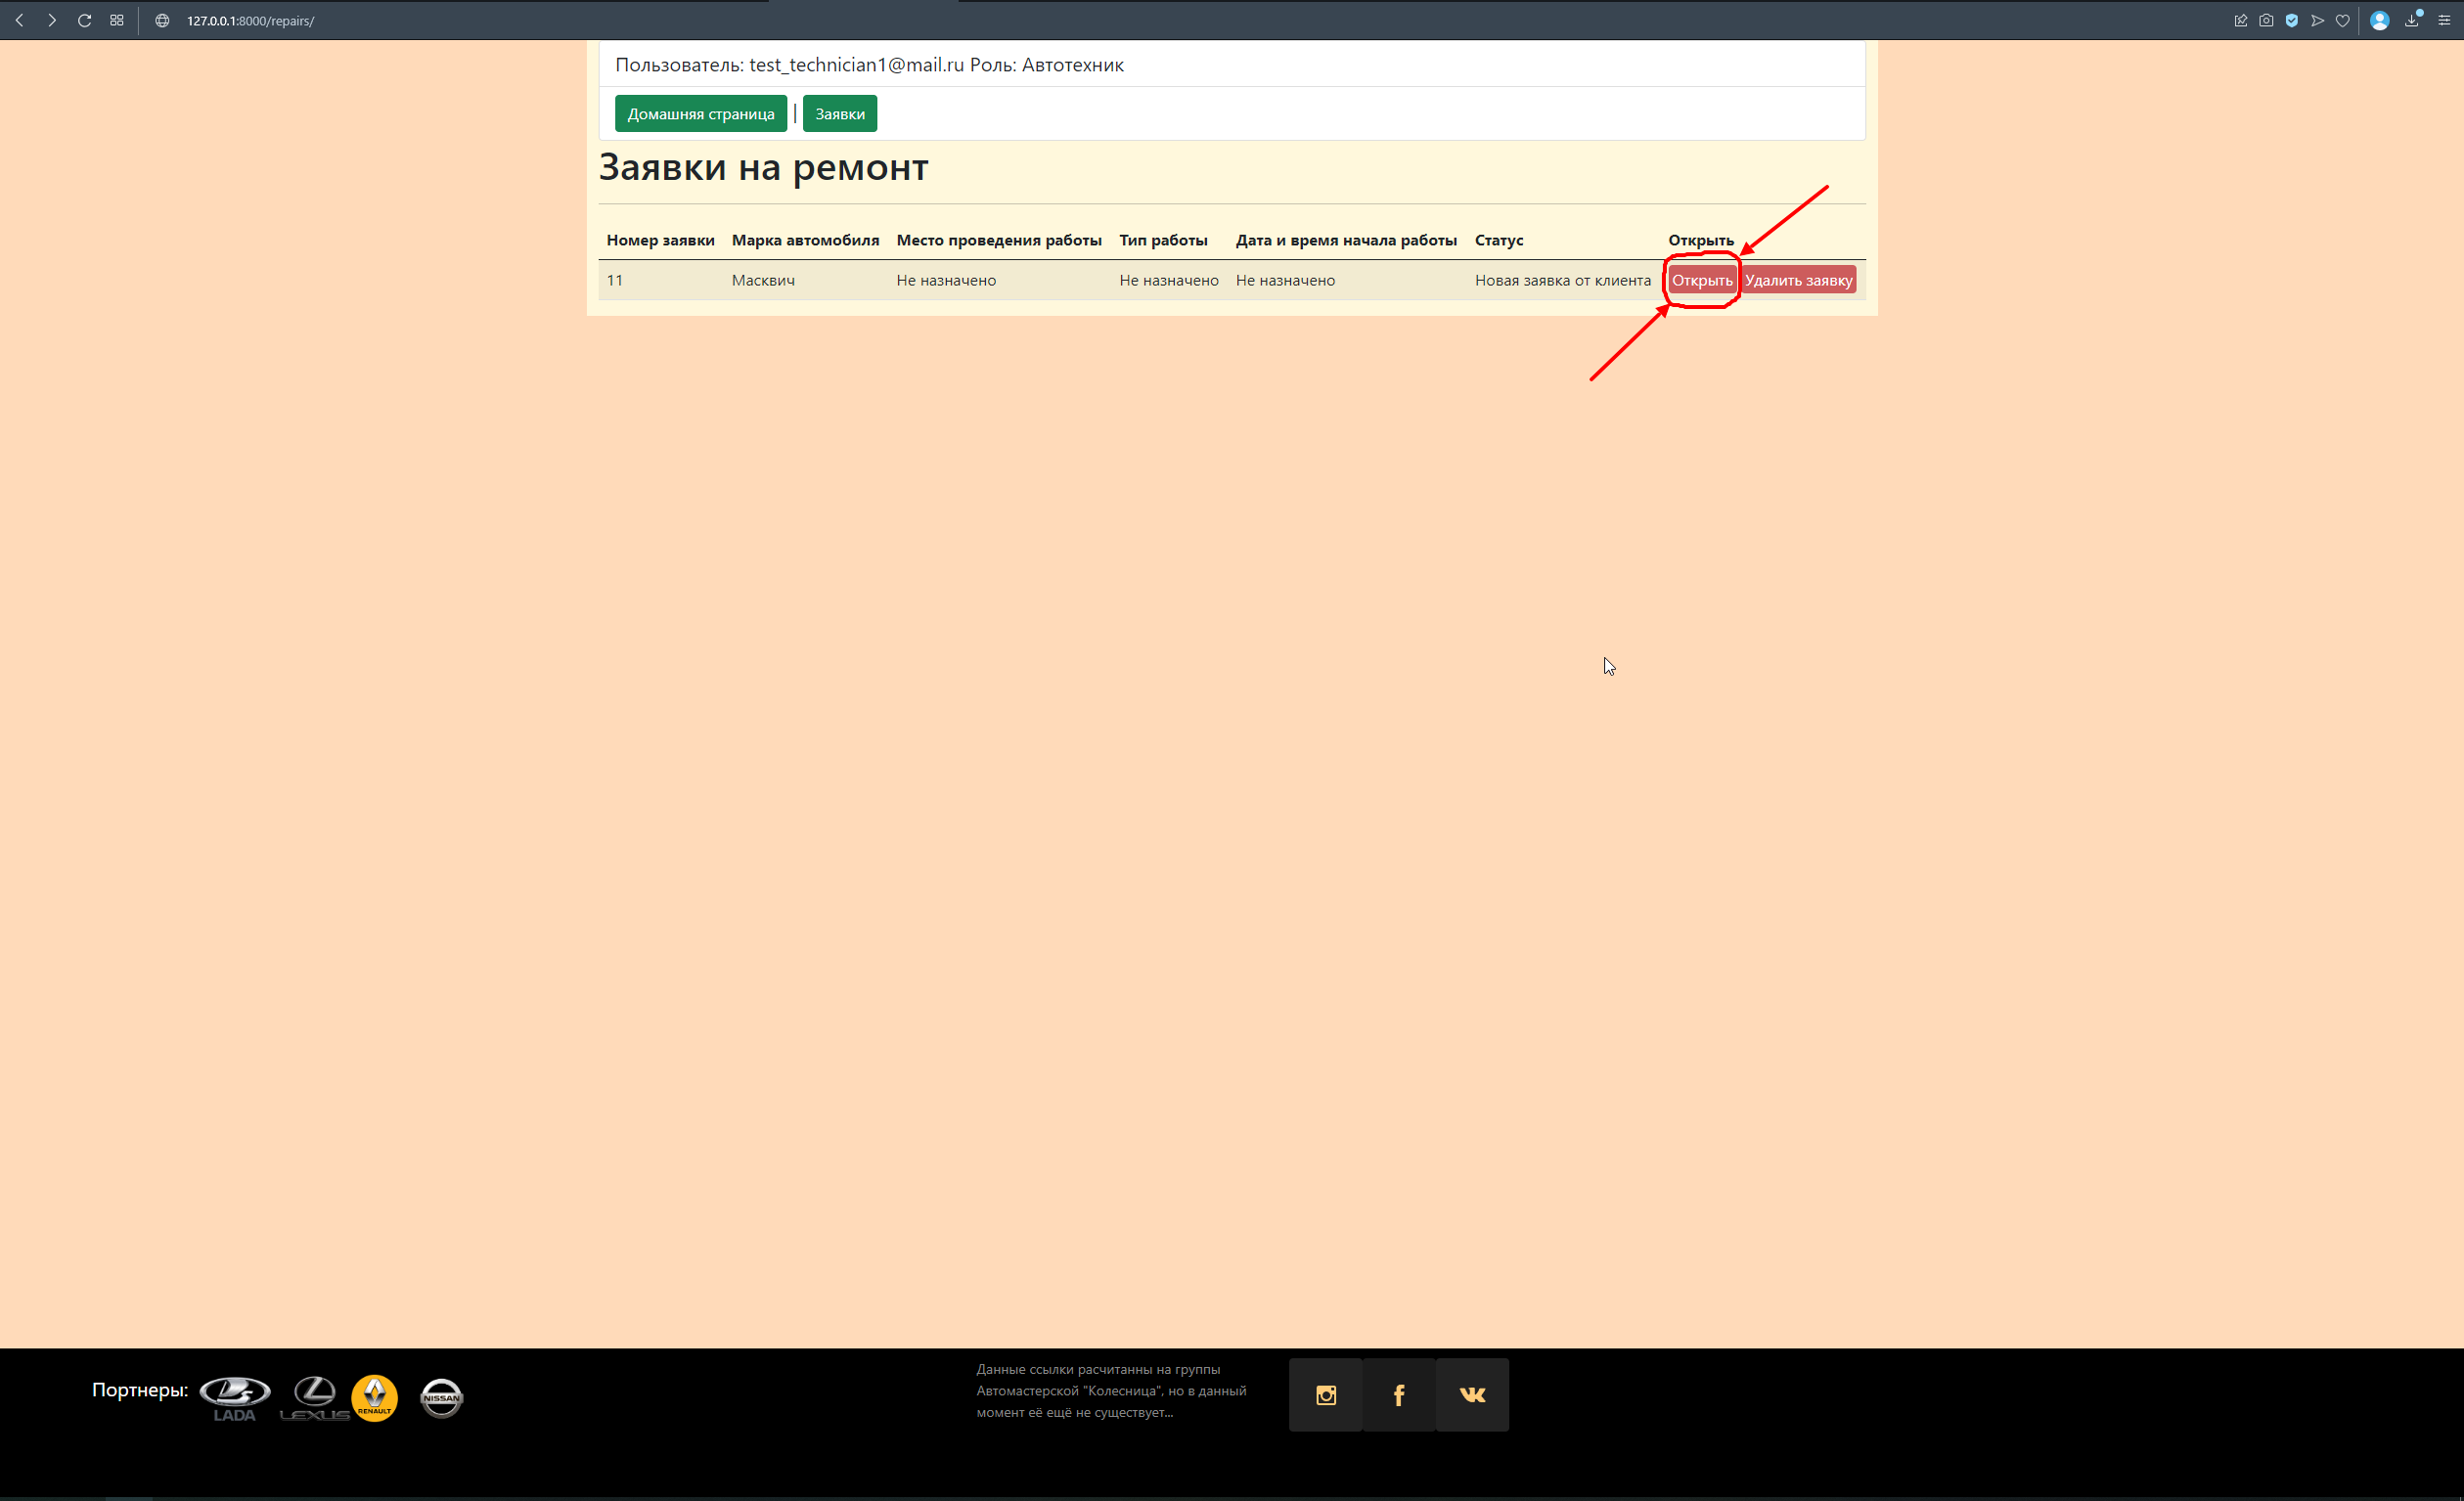 127.0.0.1:8000/repairs/
Пользователь: test_technician1@mail.ru Роль: Автотехник
Домашняя страница | Заявки
Заявки на ремонт
Номер заявки Марка автомобиля Место проведения работы Тип работы Дата и время начала работы Статус Открыть
11 Масквич Не назначено Не назначено Не назначено Новая заявка от клиента Открыть Удалить заявку
Партнеры: LADA LEXUS RENAULT NISSAN
Данные ссылки расчитанны на группы
Автомастерской "Колесница", но в данный
момент её ещё не существует...